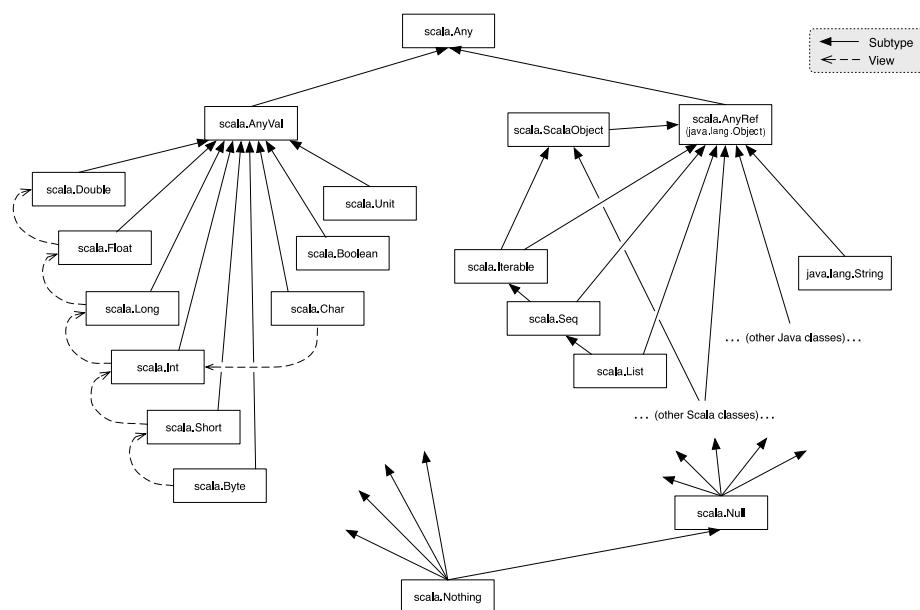 scala.Any
Subtype
View
scala.AnyVal
scala.ScalaObject
scala.AnyRef
(java.lang.Object)
scala.Double
scala.Unit
scala.Float
scala.Boolean
scala.Iterable
java.lang.String
scala.Long
scala.Char
scala.Seq
... (other Java classes)...
scala.Int
scala.List
scala.Short
... (other Scala classes)...
scala.Byte
scala.Null
scala.Nothing